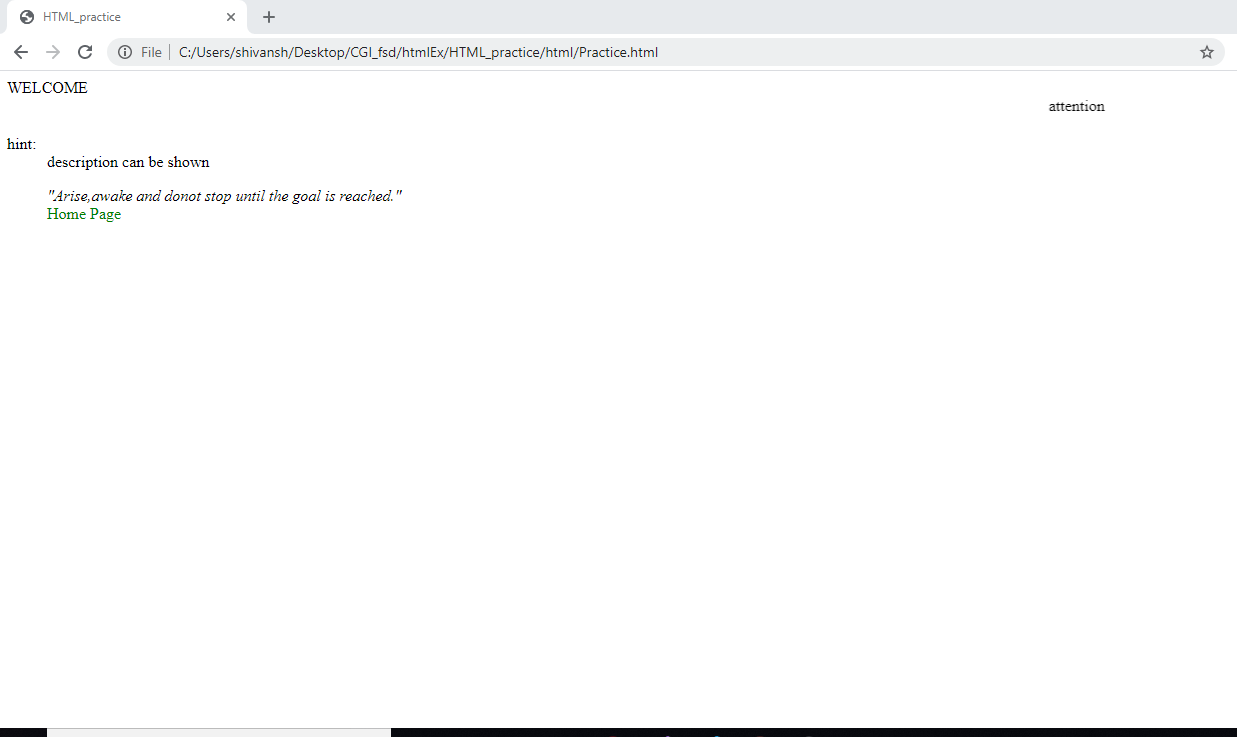 HTML_practice
File C:/Users/shivansh/Desktop/CGI_fsd/htmlEx/HTML_practice/html/Practice.html
WELCOME
attention
hint:
description can be shown
"Arise,awake and donot stop until the goal is reached."
Home Page